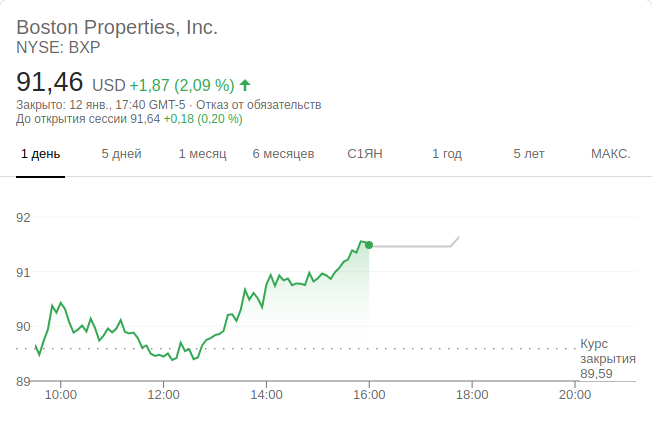 Boston Properties, Inc.
NYSE: BXP
91,46 USD +1,87 (2,09 %)
Закрыто: 12 янв., 17:40 GMT-5 · Отказ от обязательств
До открытия сессии 91,64 +0,18 (0,20 %)
1 день 5 дней 1 месяц 6 месяцев С1ЯН 1 год 5 лет МАКС.
92
91
90
Курс
закрытия
89,59
89
10:00 12:00 14:00 16:00 18:00 20:00